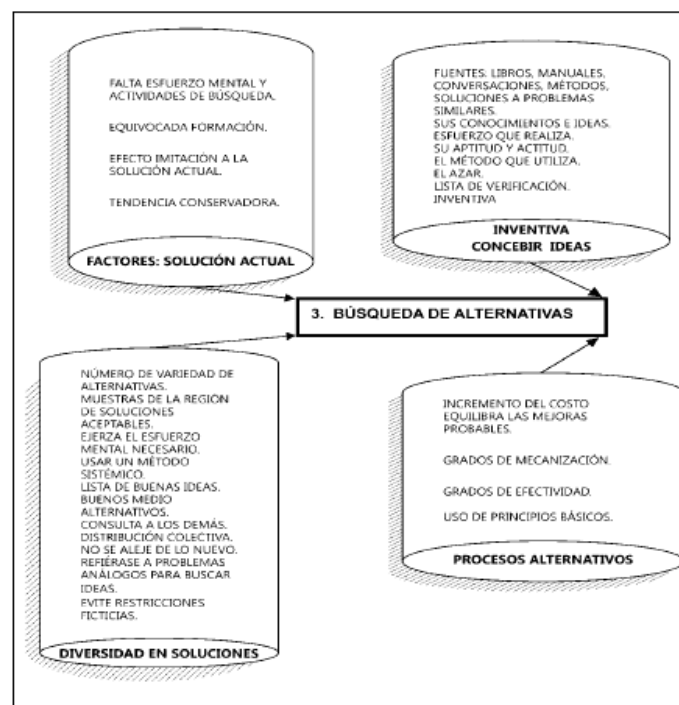 FALTA ESFUERZO MENTAL Y
ACTIVIDADES DE BÚSQUEDA.
EQUIVOCADA FORMACIÓN.
EFECTO IMITACIÓN A LA
SOLUCIÓN ACTUAL.
TENDENCIA CONSERVADORA.
FACTORES: SOLUCIÓN ACTUAL
FUENTES: LIBROS, MANUALES,
CONVERSACIONES, MÉTODOS,
SOLUCIONES A PROBLEMAS
SIMILARES.
SUS CONOCIMIENTOS E IDEAS.
ESFUERZO QUE REALIZA.
SU APTITUD Y ACTITUD.
EL MÉTODO QUE UTILIZA.
EL AZAR.
LISTA DE VERIFICACIÓN.
INVENTIVA
INVENTIVA
CONCEBIR IDEAS
3. BÚSQUEDA DE ALTERNATIVAS
NÚMERO DE VARIEDAD DE
ALTERNATIVAS.
MUESTRAS DE LA REGIÓN
DE SOLUCIONES
ACEPTABLES.
EJERZA EL ESFUERZO
MENTAL NECESARIO.
USAR UN MÉTODO
SISTÉMICO.
LISTA DE BUENAS IDEAS.
BUENOS MEDIO
ALTERNATIVOS.
CONSULTA A LOS DEMÁS.
DISTRIBUCIÓN COLECTIVA.
NO SE ALEJE DE LO NUEVO.
REFIÉRASE A PROBLEMAS
ANÁLOGOS PARA BUSCAR
IDEAS.
EVITE RESTRICCIONES
FICTICIAS.
DIVERSIDAD EN SOLUCIONES
INCREMENTO DEL COSTO
EQUILIBRA LAS MEJORAS
PROBABLES.
GRADOS DE MECANIZACIÓN.
GRADOS DE EFECTIVIDAD.
USO DE PRINCIPIOS BÁSICOS.
PROCESOS ALTERNATIVOS